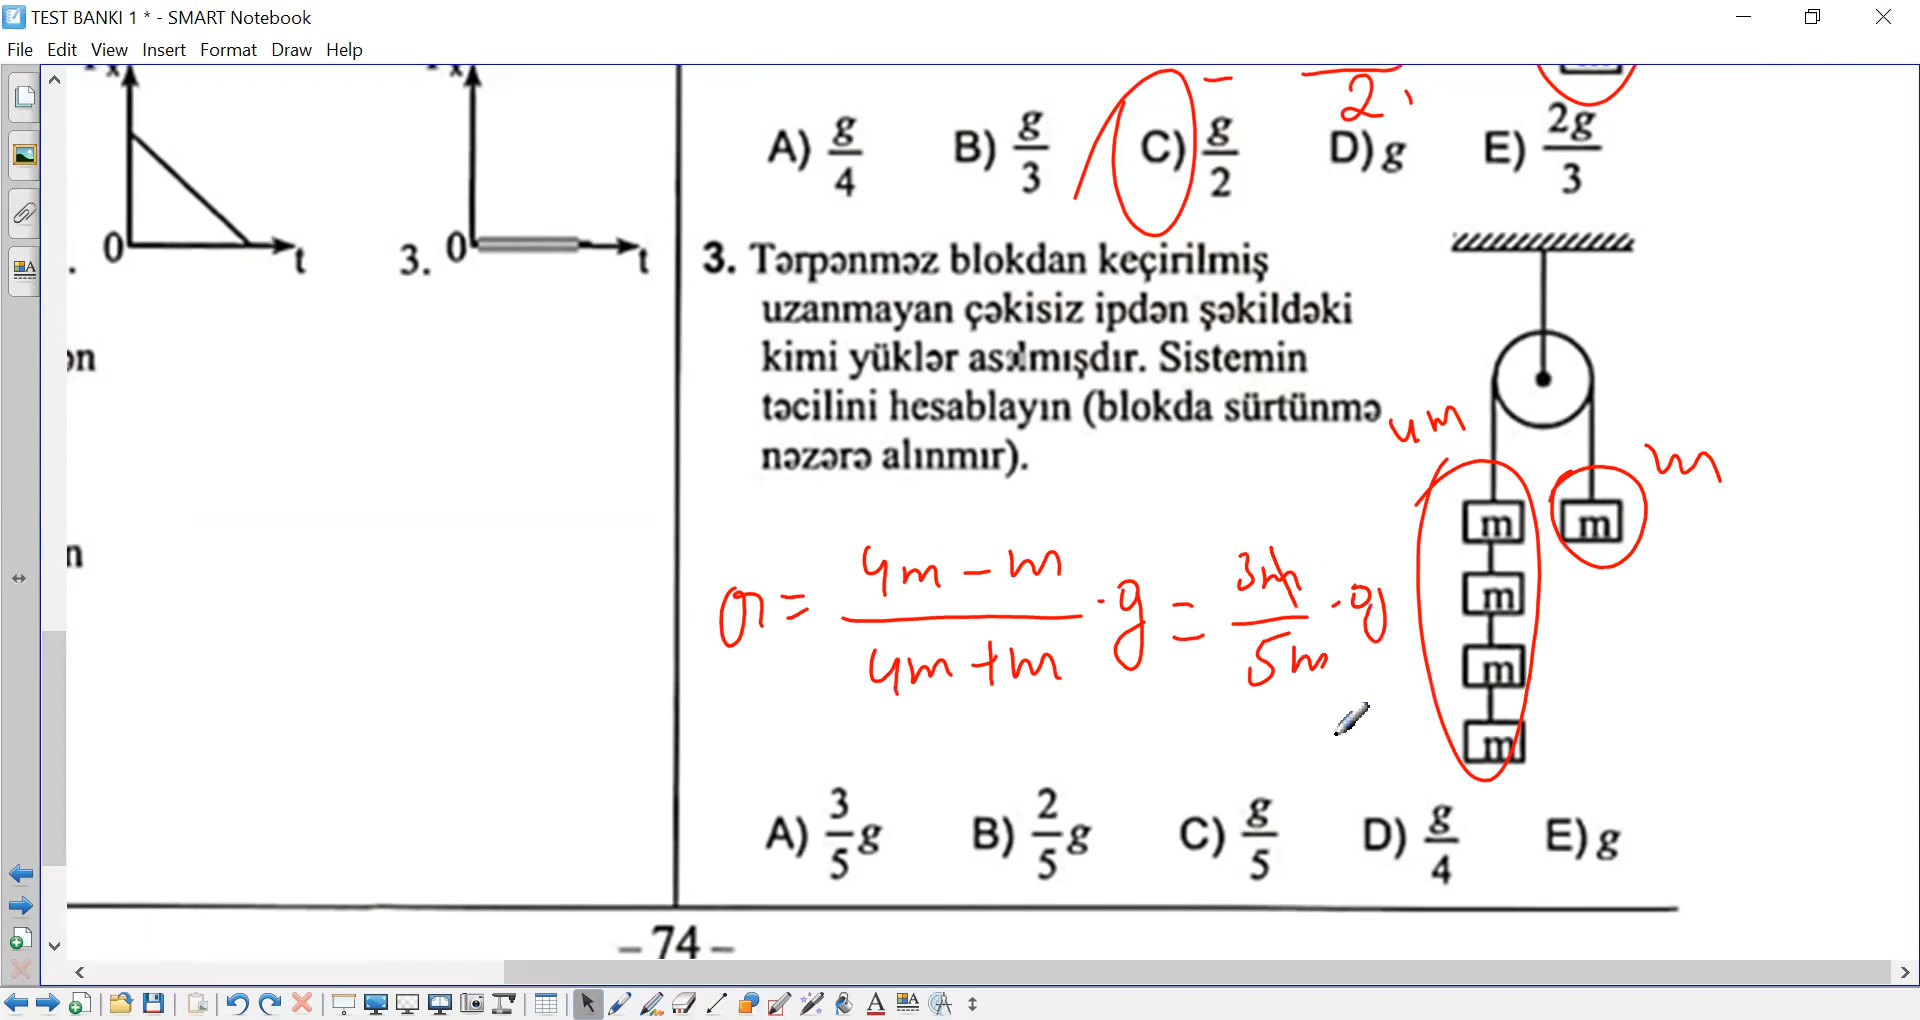 TEST BANKI 1 * - SMART Notebook
File Edit View Insert Format Draw Help
x
x
2
m
A) g/4 B) g/3 C) g/2 D) g E) 2g/3
0 t
3. 0 t
3. Tərpənməz blokdan keçirilmiş
uzanmayan çəkisiz ipdən şəkildəki
kimi yüklər asılmışdır. Sistemin
təcilini hesablayın (blokda sürtünmə
nəzərə alınmır).
ən
n
4m
m
m m
m
m
m
a = (4m - m)/(4m + m) · g = 3m/5m · g
A) 3/5 g B) 2/5 g C) g/5 D) g/4 E) g
– 74 –